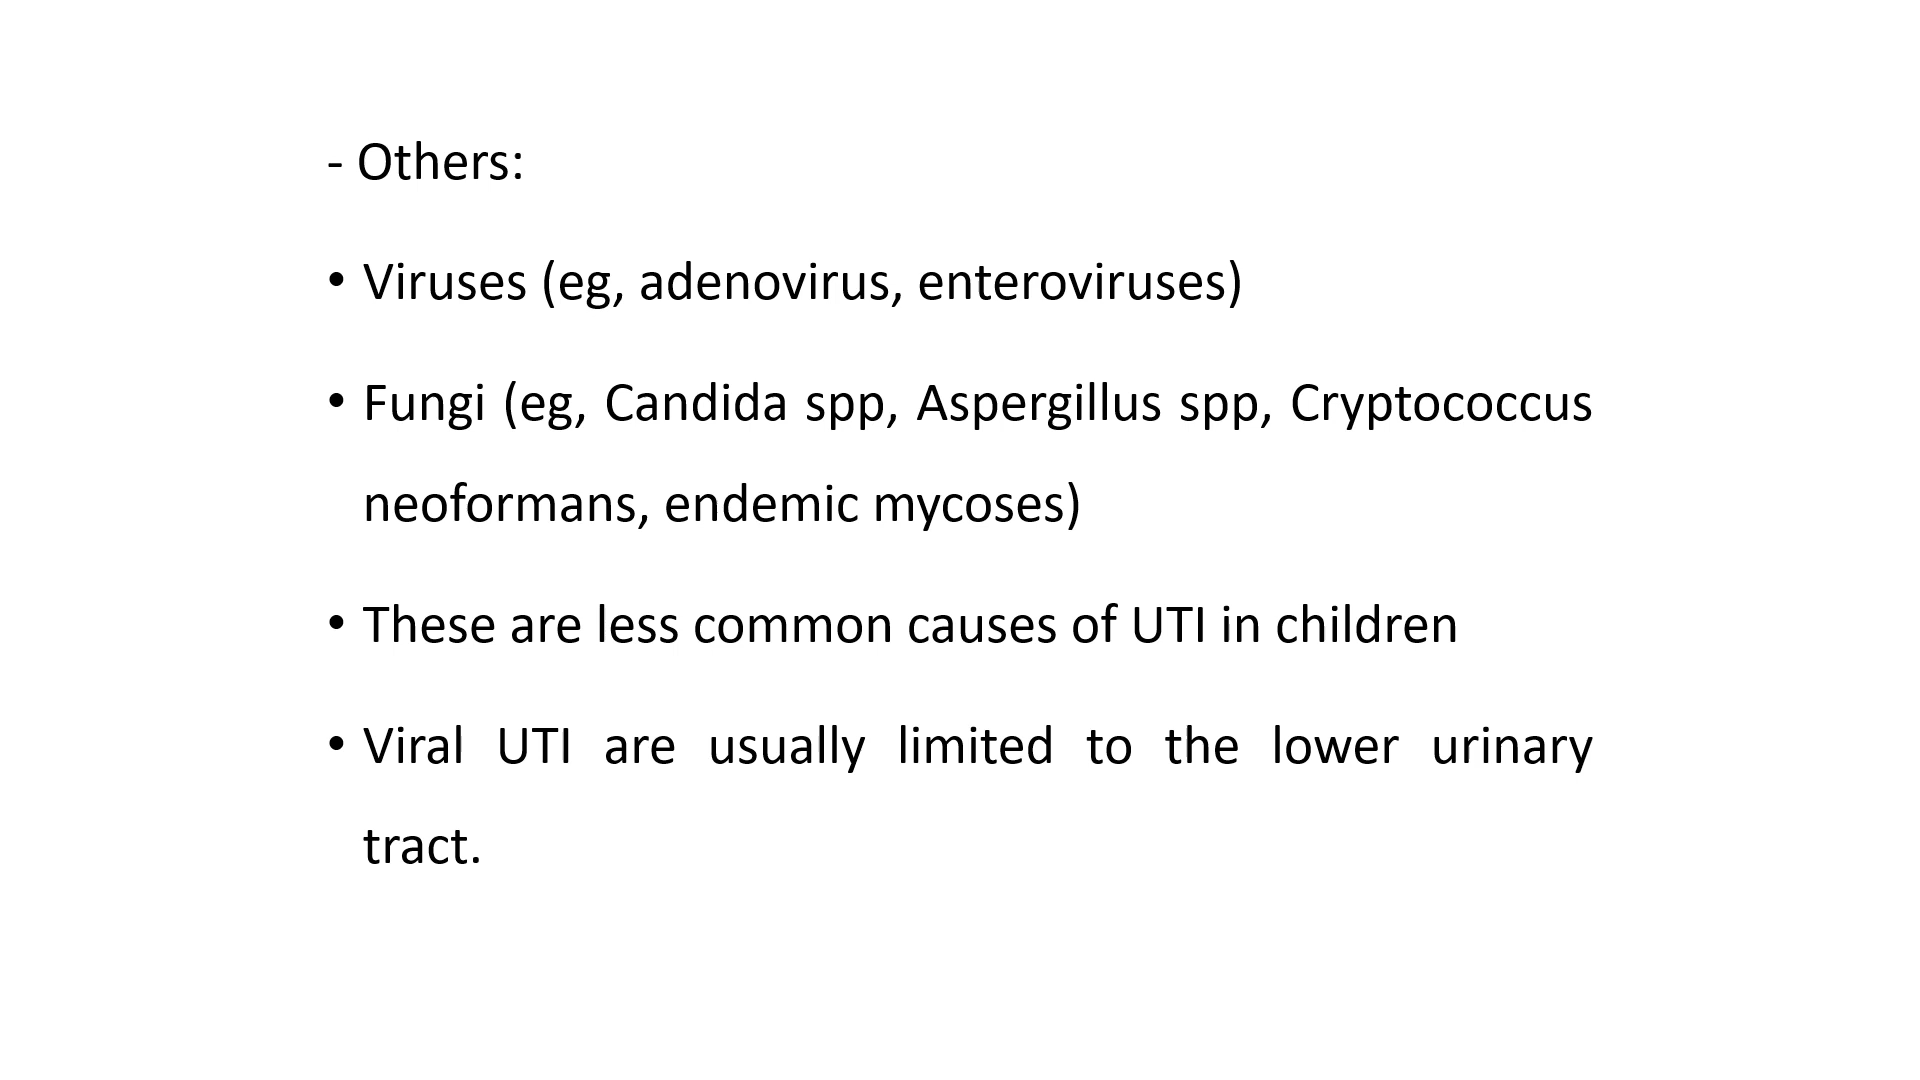 - Others:
• Viruses (eg, adenovirus, enteroviruses)
• Fungi (eg, Candida spp, Aspergillus spp, Cryptococcus
neoformans, endemic mycoses)
• These are less common causes of UTI in children
• Viral UTI are usually limited to the lower urinary
tract.